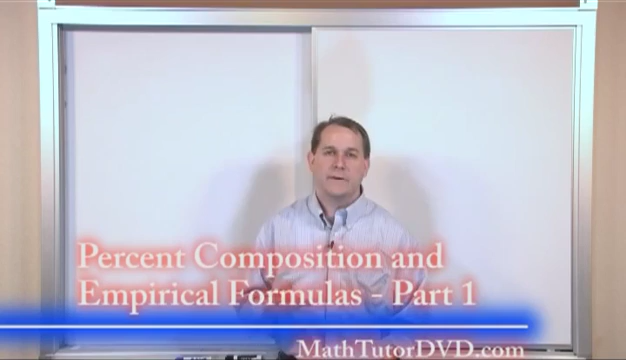 Percent Composition and
Empirical Formulas - Part 1
MathTutorDVD.com